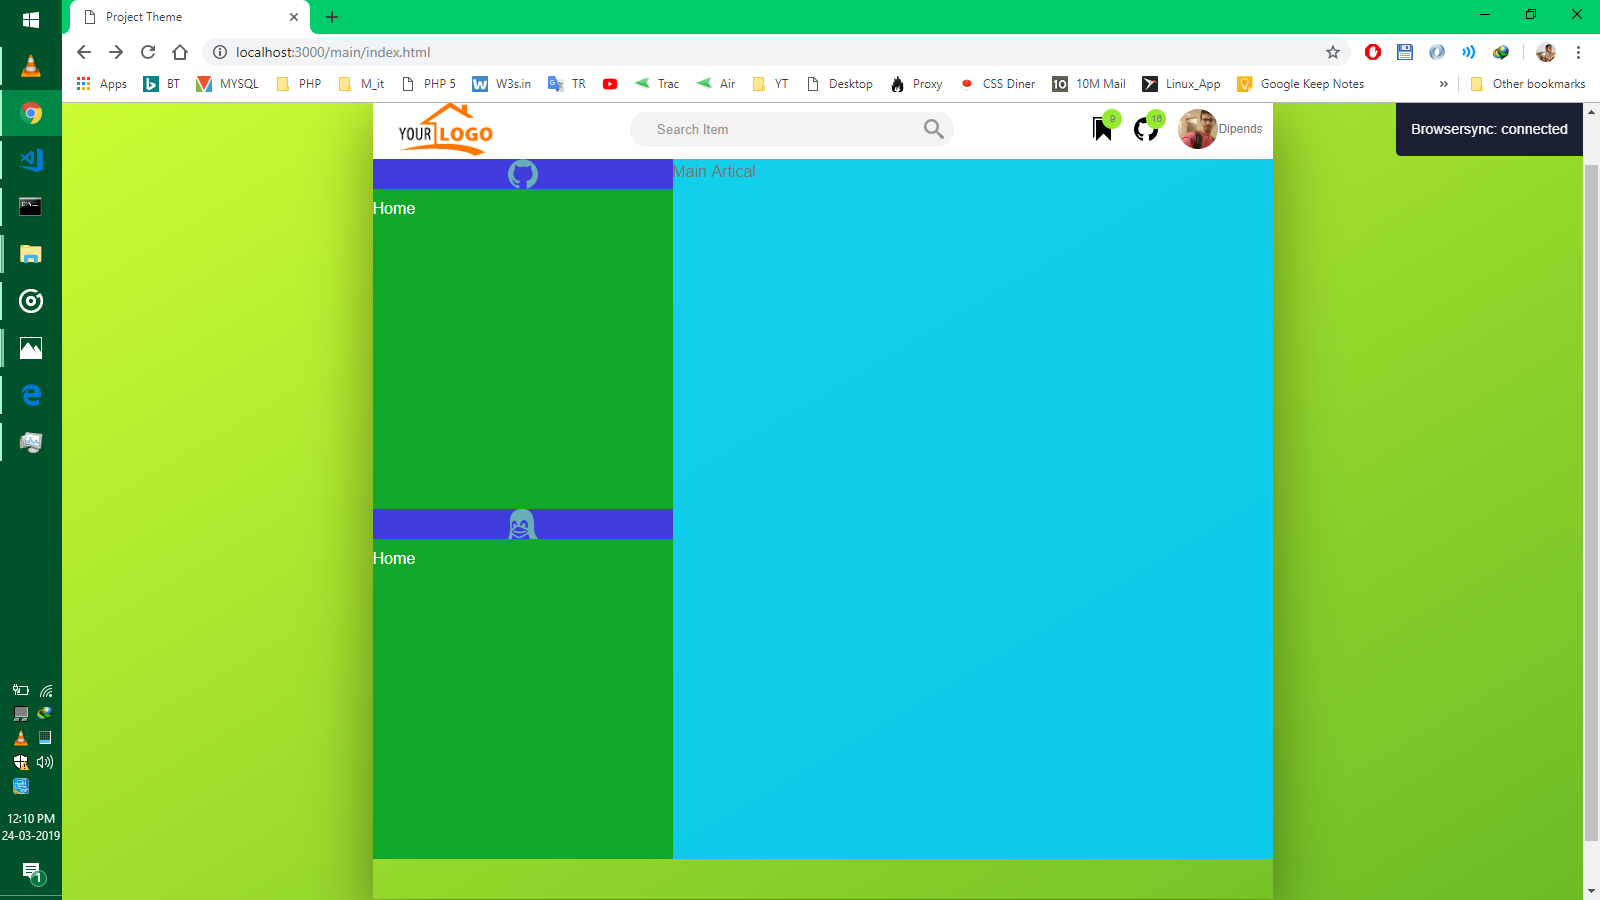 Project Theme
localhost:3000/main/index.html
Apps BT MYSQL PHP M_it PHP 5 W3s.in TR Trac Air YT Desktop Proxy CSS Diner 10 10M Mail Linux_App Google Keep Notes » Other bookmarks
YOUR LOGO
Search Item
9
16
Dipends
Browsersync: connected
Main Artical
Home
Home
12:10 PM
24-03-2019
1